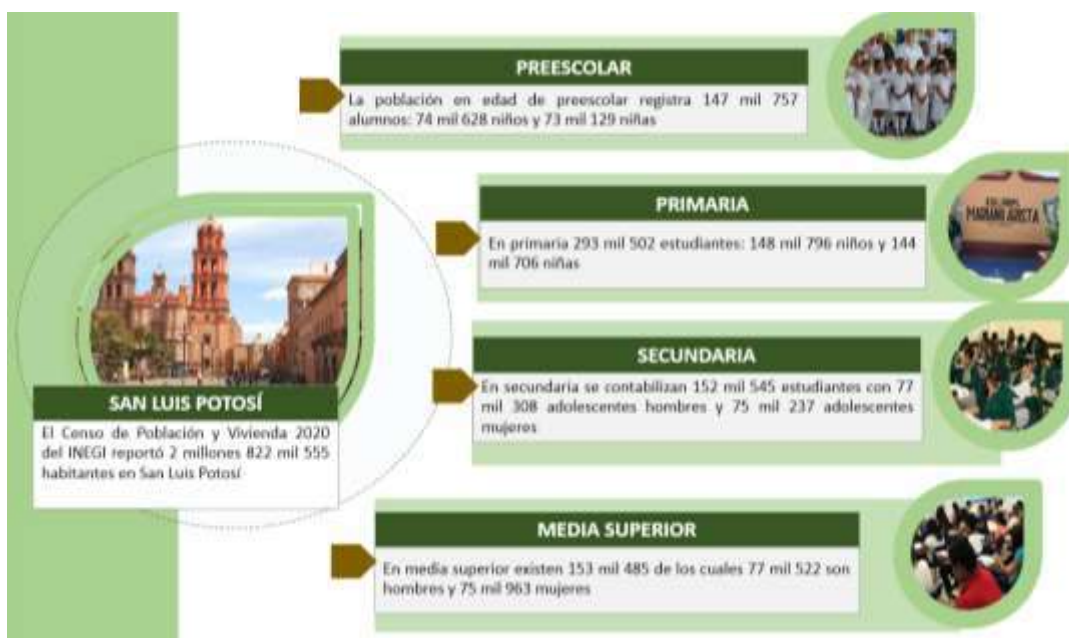 PREESCOLAR
La población en edad de preescolar registra 147 mil 757
alumnos: 74 mil 628 niños y 73 mil 129 niñas
PRIMARIA
En primaria 293 mil 502 estudiantes: 148 mil 796 niños y 144
mil 706 niñas
MARIANO ARISTA
SECUNDARIA
En secundaria se contabilizan 152 mil 545 estudiantes con 77
mil 308 adolescentes hombres y 75 mil 237 adolescentes
mujeres
SAN LUIS POTOSÍ
El Censo de Población y Vivienda 2020
del INEGI reportó 2 millones 822 mil 555
habitantes en San Luis Potosí
MEDIA SUPERIOR
En media superior existen 153 mil 485 de los cuales 77 mil 522 son
hombres y 75 mil 963 mujeres